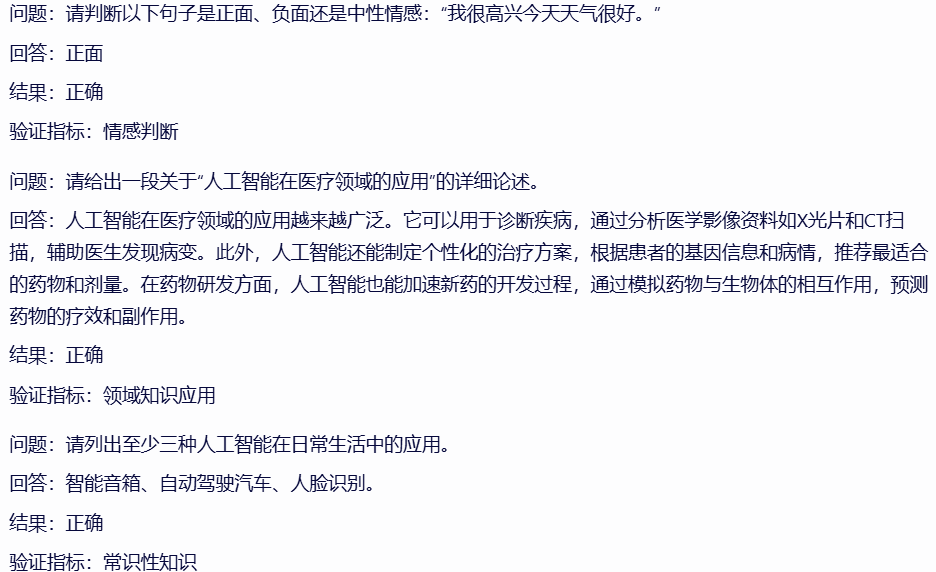 问题：请判断以下句子是正面、负面还是中性情感：“我很高兴今天天气很好。”
回答：正面
结果：正确
验证指标：情感判断
问题：请给出一段关于“人工智能在医疗领域的应用”的详细论述。
回答：人工智能在医疗领域的应用越来越广泛。它可以用于诊断疾病，通过分析医学影像资料如X光片和CT扫
描，辅助医生发现病变。此外，人工智能还能制定个性化的治疗方案，根据患者的基因信息和病情，推荐最适合
的药物和剂量。在药物研发方面，人工智能也能加速新药的开发过程，通过模拟药物与生物体的相互作用，预测
药物的疗效和副作用。
结果：正确
验证指标：领域知识应用
问题：请列出至少三种人工智能在日常生活中的应用。
回答：智能音箱、自动驾驶汽车、人脸识别。
结果：正确
验证指标：常识性知识